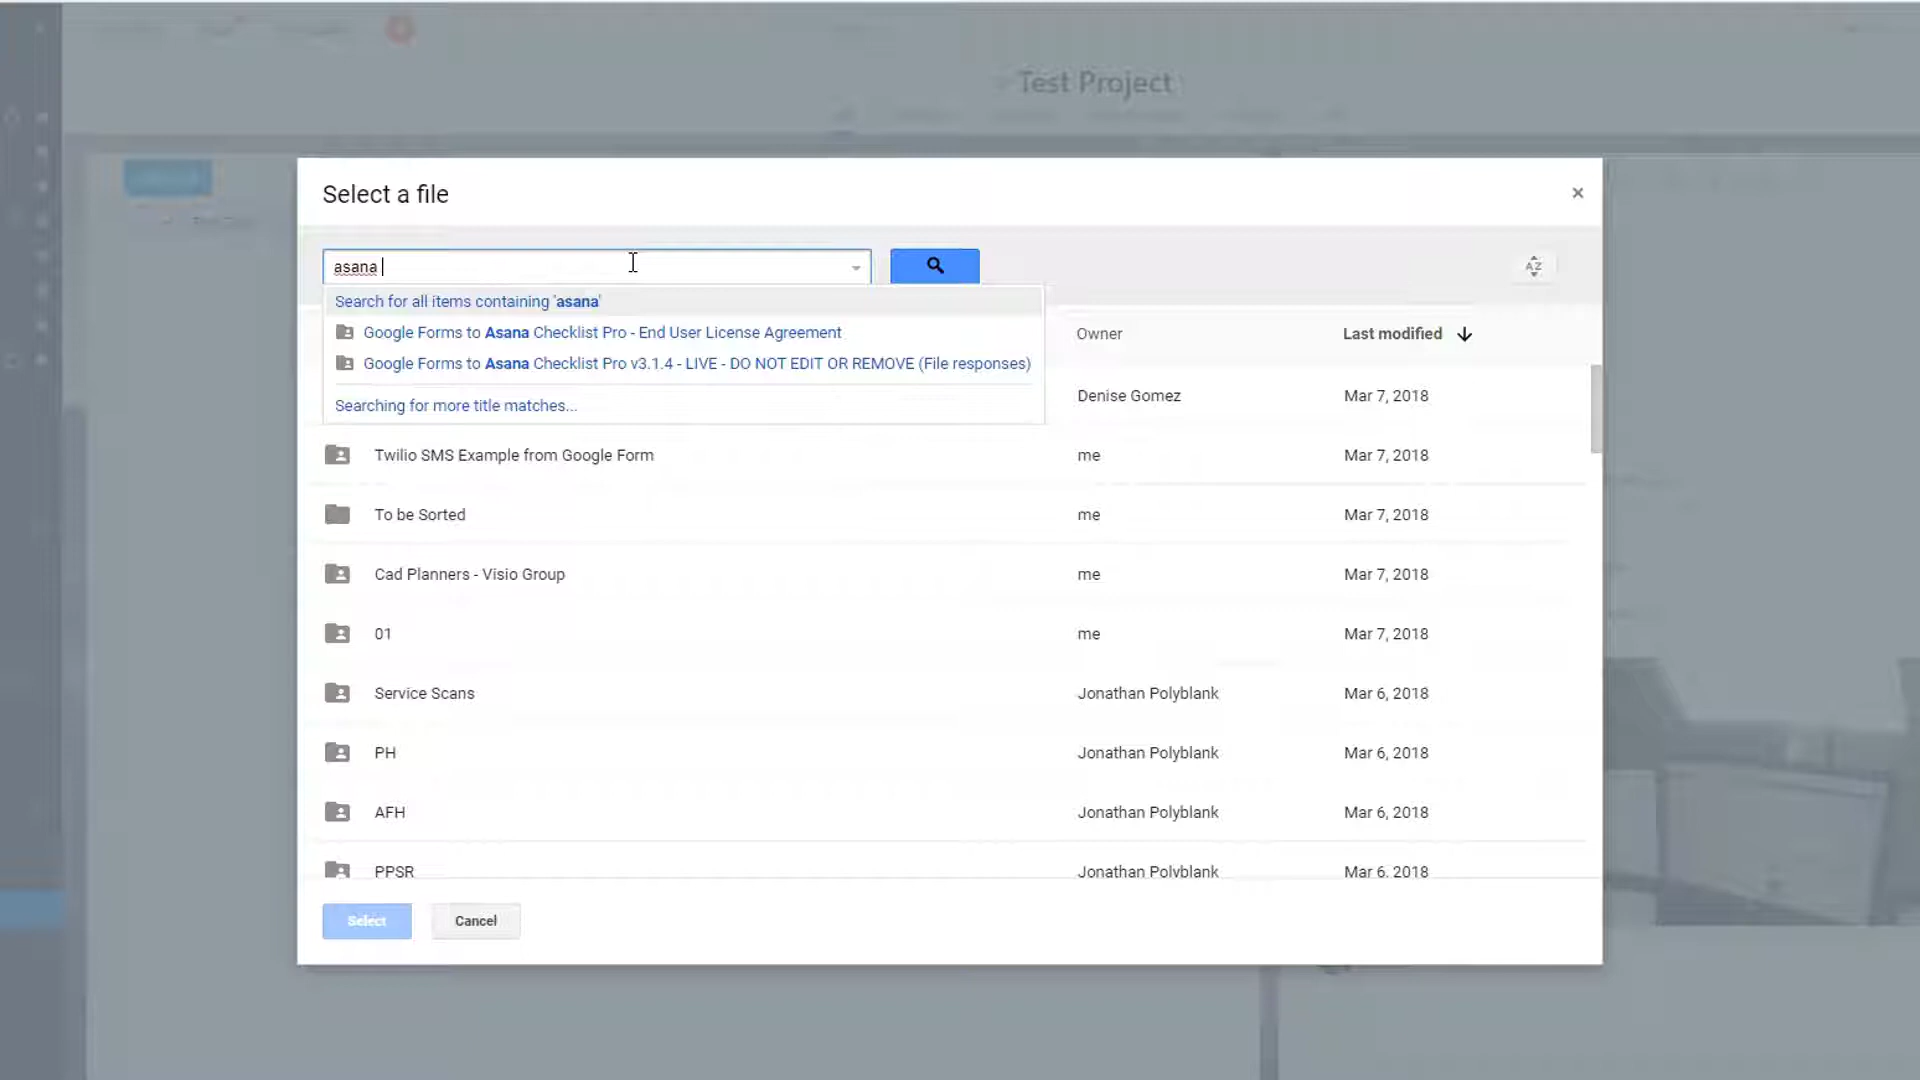 Test Project
Select a file
asana
Search for all items containing 'asana'
Google Forms to Asana Checklist Pro - End User License Agreement
Google Forms to Asana Checklist Pro v3.1.4 - LIVE - DO NOT EDIT OR REMOVE (File responses)
Searching for more title matches...
Owner Last modified
Denise Gomez Mar 7, 2018
Twilio SMS Example from Google Form me Mar 7, 2018
To be Sorted me Mar 7, 2018
Cad Planners - Visio Group me Mar 7, 2018
01 me Mar 7, 2018
Service Scans Jonathan Polyblank Mar 6, 2018
PH Jonathan Polyblank Mar 6, 2018
AFH Jonathan Polyblank Mar 6, 2018
PPSR Jonathan Polyblank Mar 6, 2018
Select Cancel